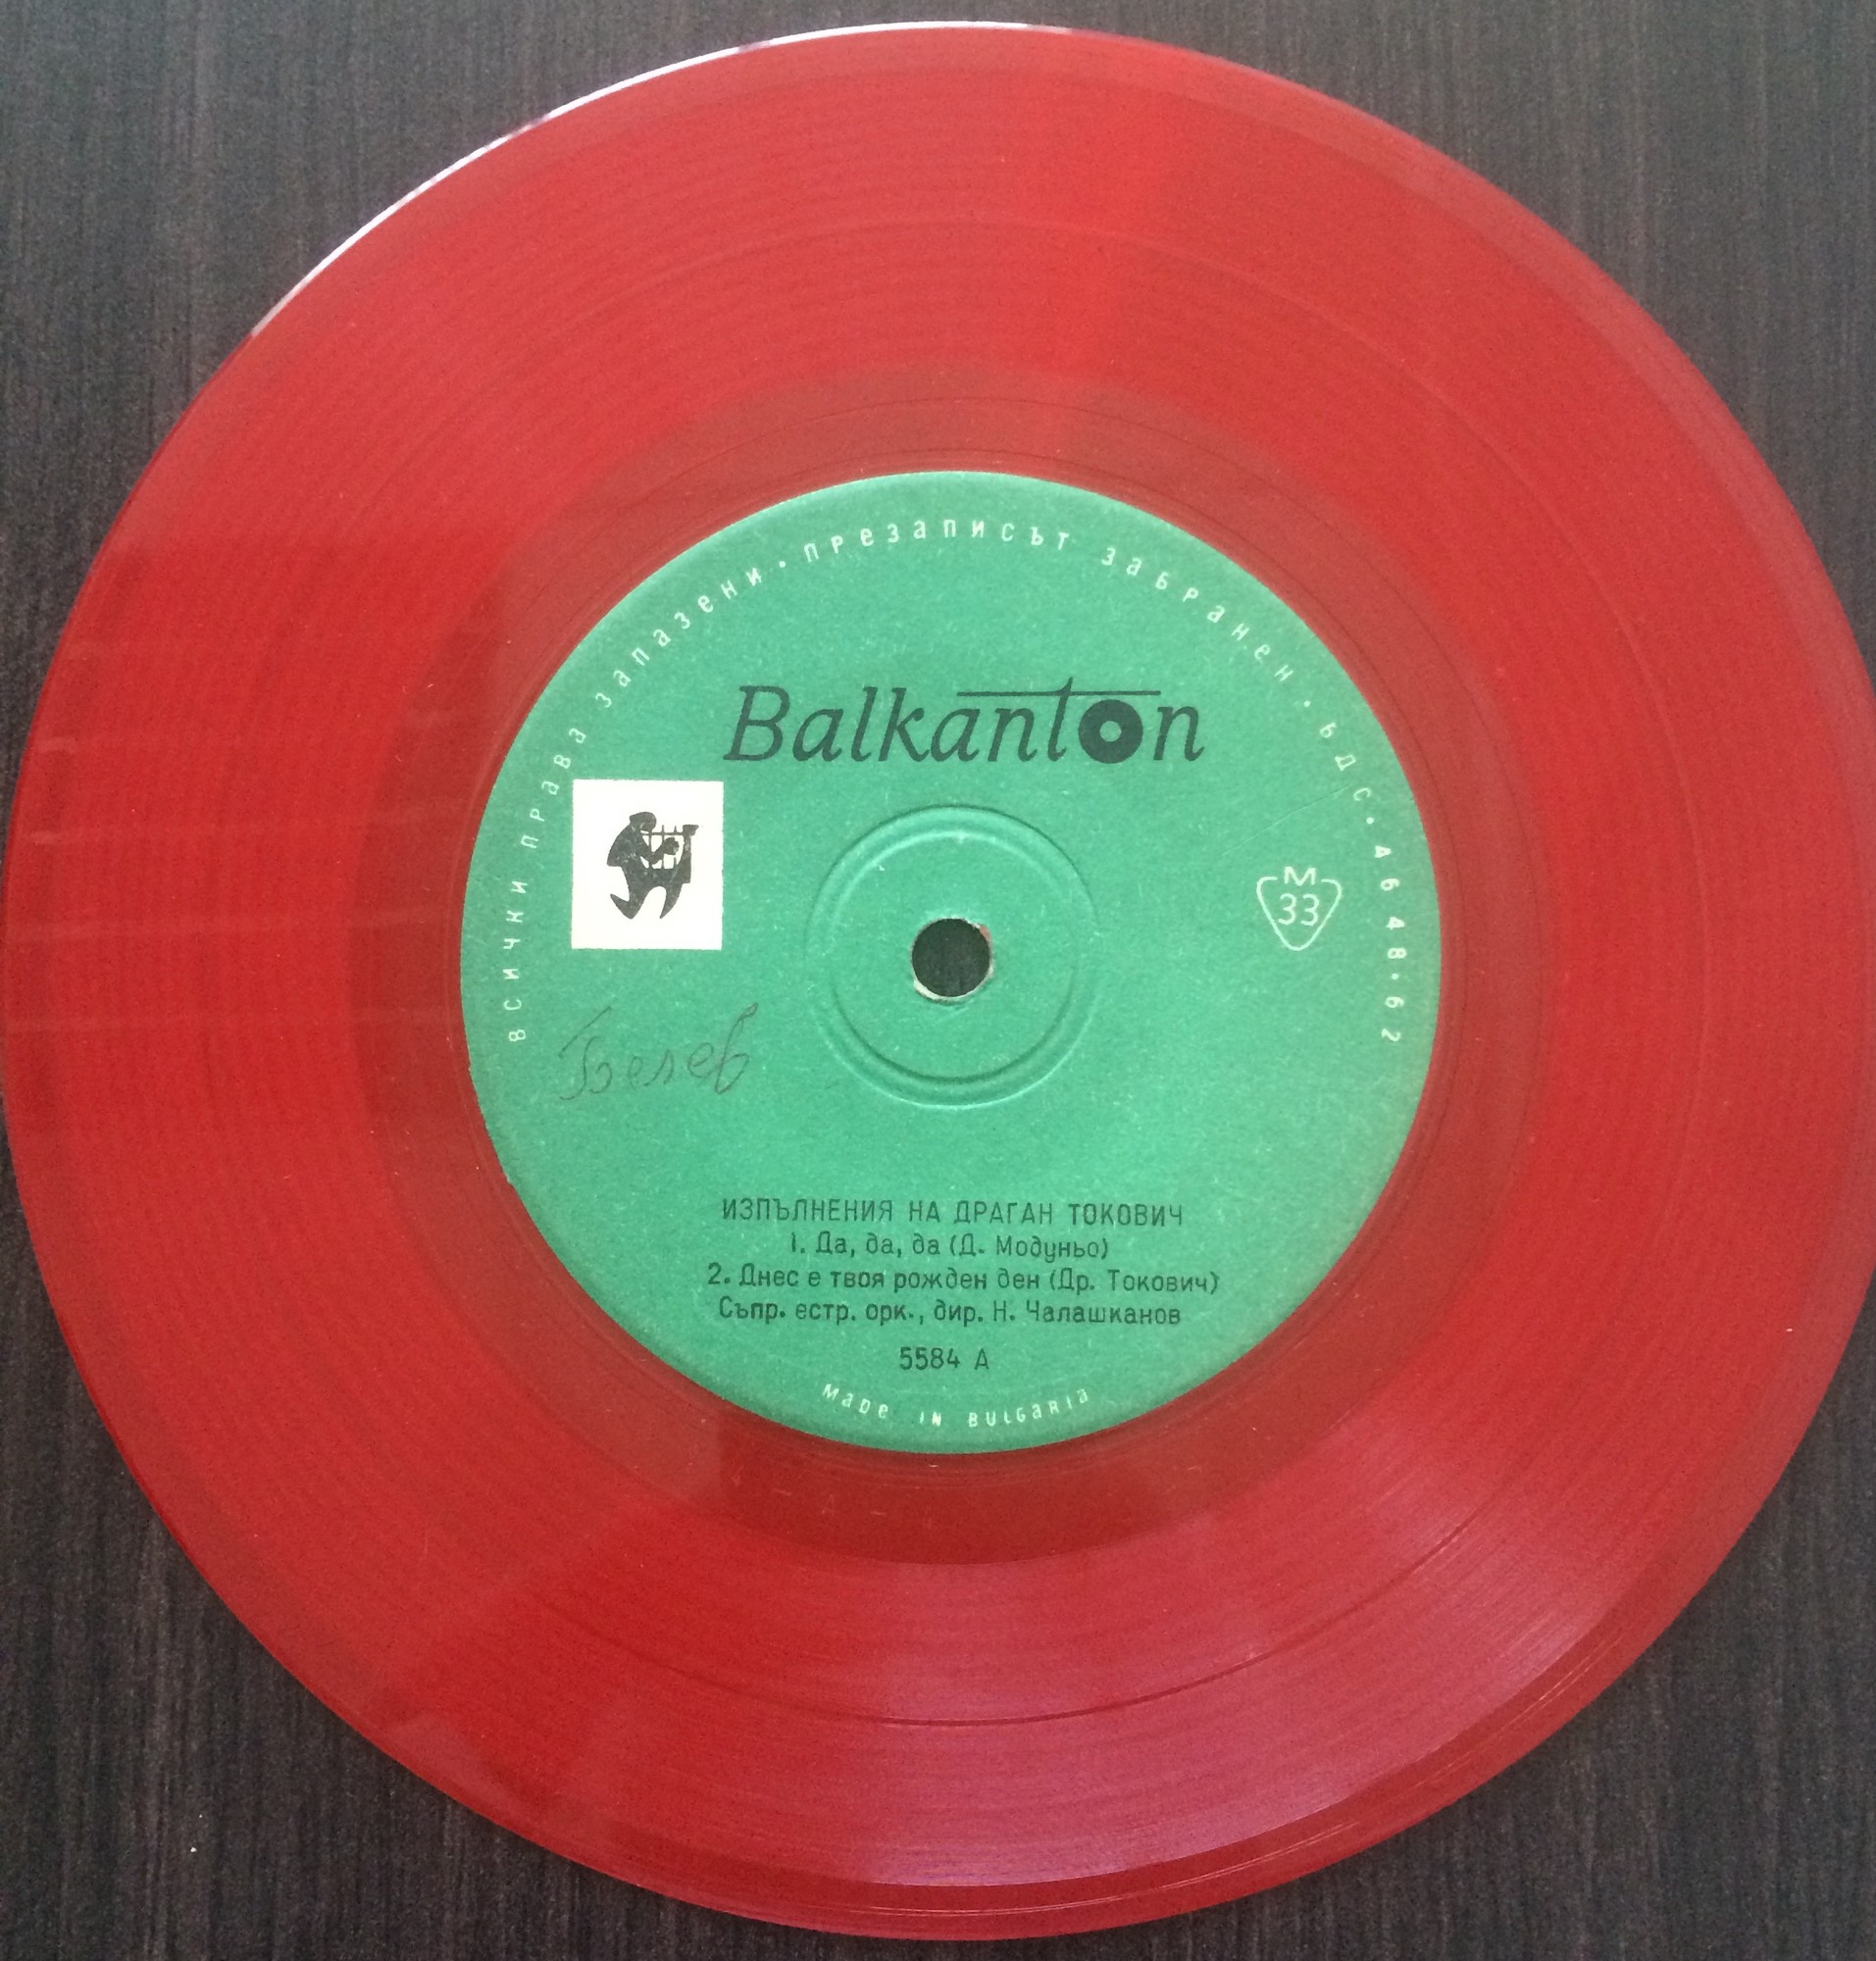 всички права запазени · презаписът забранен · бдс · 4648-62
Balkanton
М
33
Белев
ИЗПЪЛНЕНИЯ НА ДРАГАН ТОКОВИЧ
1. Да, да, да (Д. Модуньо)
2. Днес е твоя рожден ден (Др. Токович)
Съпр. естр. орк., дир. Н. Чалашканов
5584 А
MADE IN BULGARIA